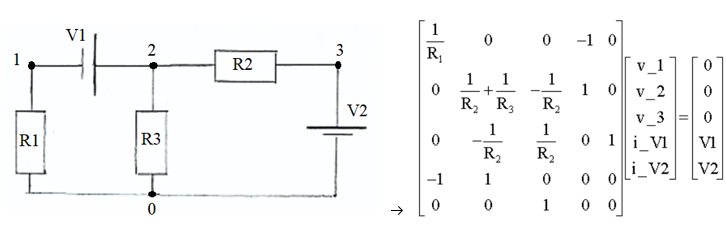 V1
1 2 3
R2
V2
R1 R3
0
→
1/R₁ 0 0 −1 0
0 1/R₂+1/R₃ −1/R₂ 1 0
0 −1/R₂ 1/R₂ 0 1
−1 1 0 0 0
0 0 1 0 0
v_1
v_2
v_3
i_V1
i_V2
=
0
0
0
V1
V2